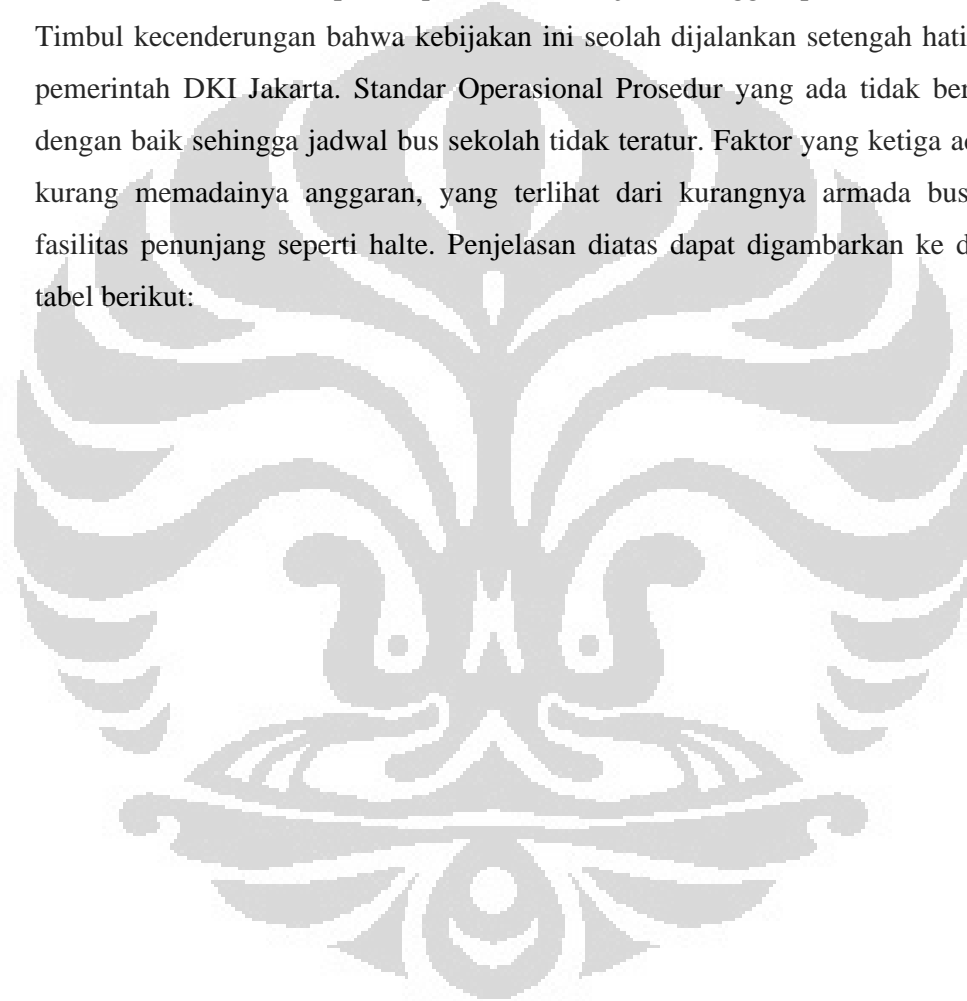 Timbul kecenderungan bahwa kebijakan ini seolah dijalankan setengah hati
pemerintah DKI Jakarta. Standar Operasional Prosedur yang ada tidak ber
dengan baik sehingga jadwal bus sekolah tidak teratur. Faktor yang ketiga ad
kurang memadainya anggaran, yang terlihat dari kurangnya armada bus
fasilitas penunjang seperti halte. Penjelasan diatas dapat digambarkan ke d
tabel berikut: